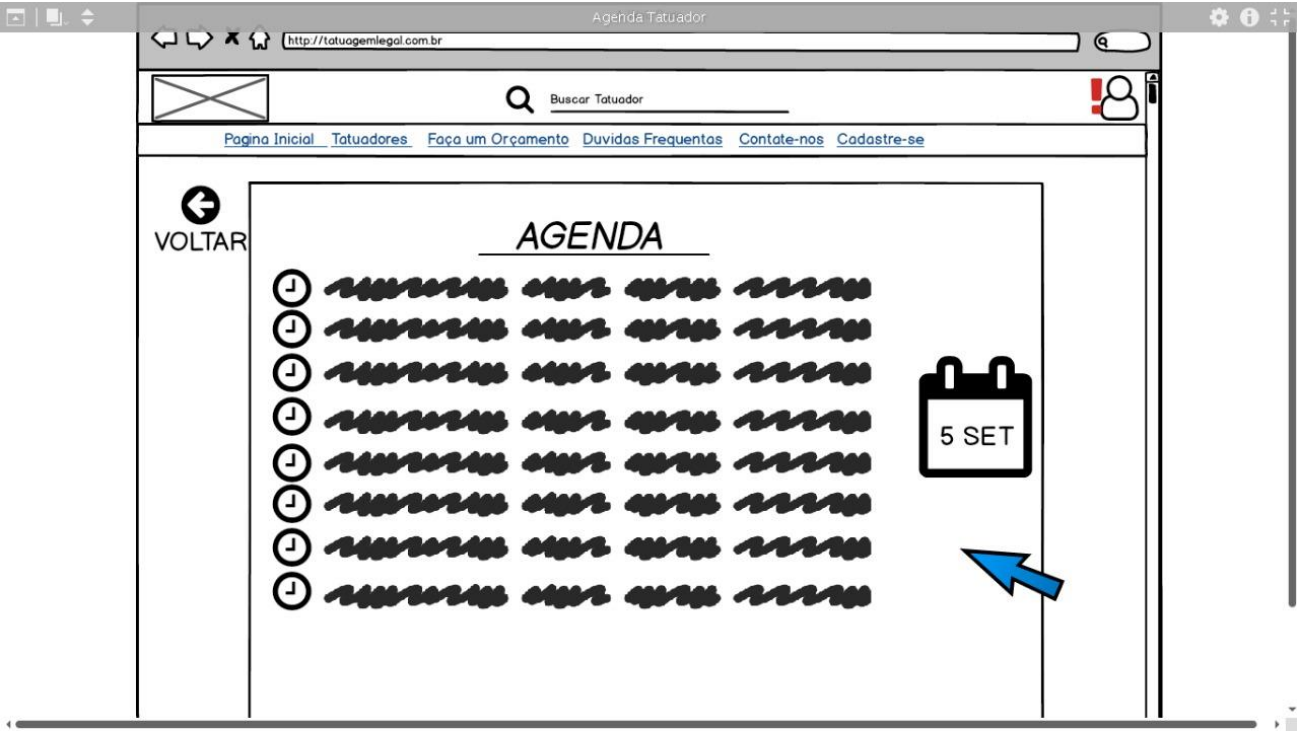 Agenda Tatuador
http://tatuagemlegal.com.br
Buscar Tatuador
Pagina Inicial Tatuadores Faça um Orçamento Duvidas Frequentas Contate-nos Cadastre-se
VOLTAR
AGENDA
5 SET